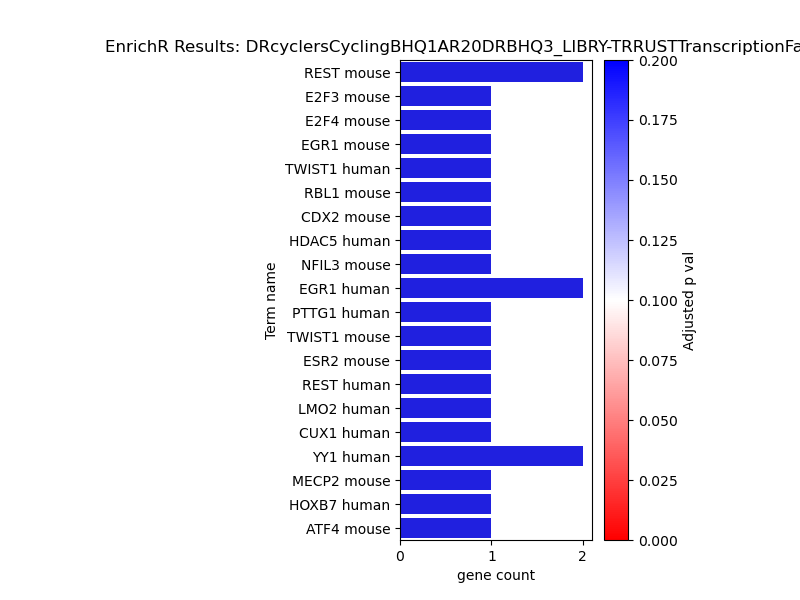 EnrichR Results: DRcyclersCyclingBHQ1AR20DRBHQ3_LIBRY-TRRUSTTranscriptionFa
REST mouse
E2F3 mouse
E2F4 mouse
EGR1 mouse
TWIST1 human
RBL1 mouse
CDX2 mouse
HDAC5 human
NFIL3 mouse
EGR1 human
PTTG1 human
TWIST1 mouse
ESR2 mouse
REST human
LMO2 human
CUX1 human
YY1 human
MECP2 mouse
HOXB7 human
ATF4 mouse
Term name
0 1 2
gene count
0.200
0.175
0.150
0.125
0.100
0.075
0.050
0.025
0.000
Adjusted p val